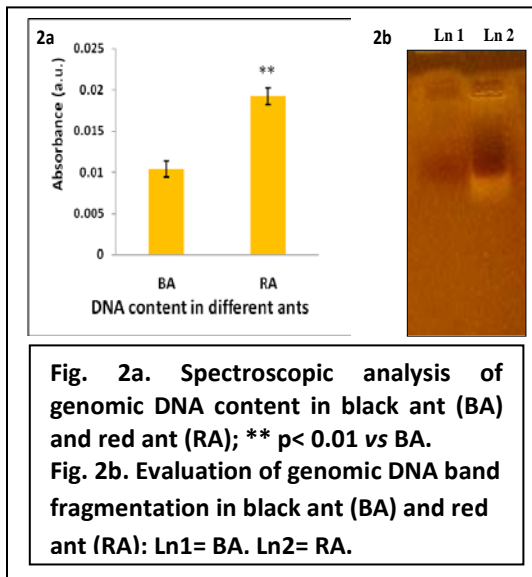 2a
0.025
0.02
0.015
0.01
0.005
0
Absorbance (a.u.)
**
BA RA
DNA content in different ants
2b
Ln 1 Ln 2
Fig. 2a. Spectroscopic analysis of
genomic DNA content in black ant (BA)
and red ant (RA); ** p< 0.01 vs BA.
Fig. 2b. Evaluation of genomic DNA band
fragmentation in black ant (BA) and red
ant (RA): Ln1= BA. Ln2= RA.